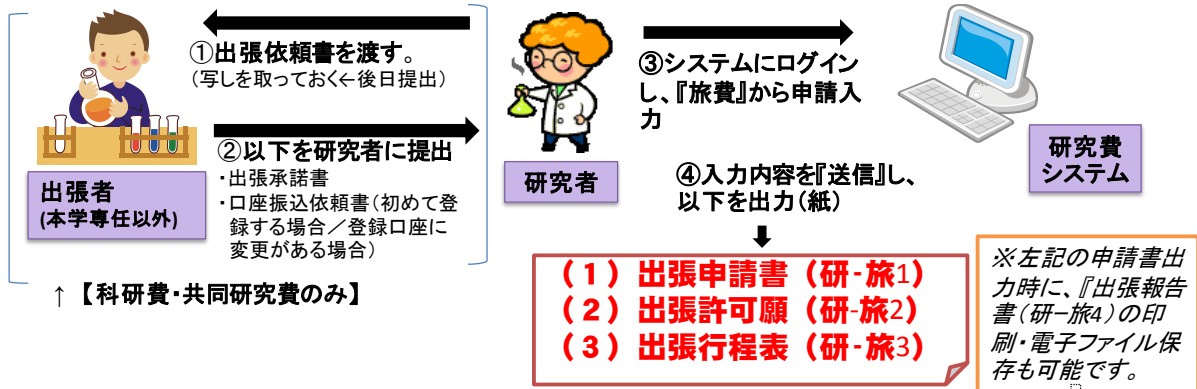 ①出張依頼書を渡す。
(写しを取っておく←後日提出)
②以下を研究者に提出
・出張承諾書
・口座振込依頼書(初めて登
録する場合/登録口座に
変更がある場合)
出張者
(本学専任以外)
↑【科研費・共同研究費のみ】
研究者
③システムにログイン
し、『旅費』から申請入
力
研究費
システム
④入力内容を『送信』し、
以下を出力(紙)
(1)出張申請書(研-旅1)
(2)出張許可願(研-旅2)
(3)出張行程表(研-旅3)
※左記の申請書出
力時に、『出張報告
書(研-旅4)の印
刷・電子ファイル保
存も可能です。